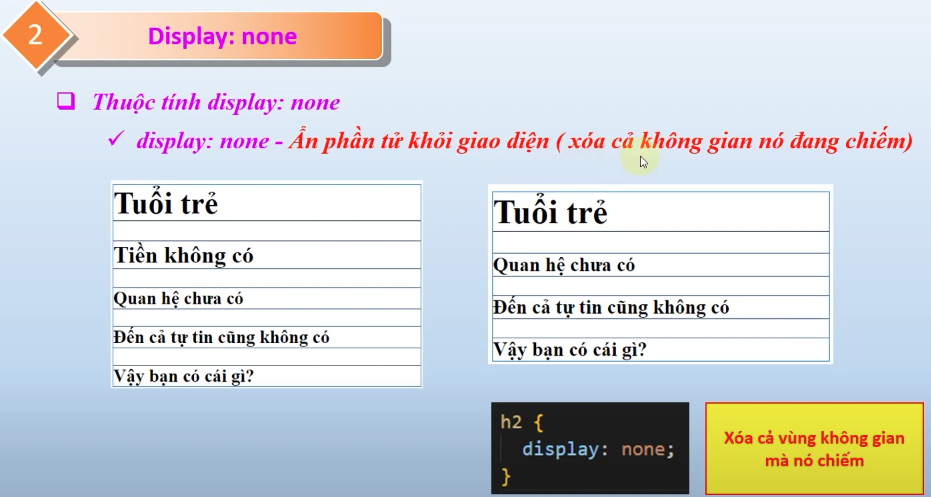 2
Display: none
Thuộc tính display: none
display: none - Ẩn phần tử khỏi giao diện ( xóa cả không gian nó đang chiếm)
Tuổi trẻ
Tiền không có
Quan hệ chưa có
Đến cả tự tin cũng không có
Vậy bạn có cái gì?
Tuổi trẻ
Quan hệ chưa có
Đến cả tự tin cũng không có
Vậy bạn có cái gì?
h2 {
display: none;
}
Xóa cả vùng không gian
mà nó chiếm